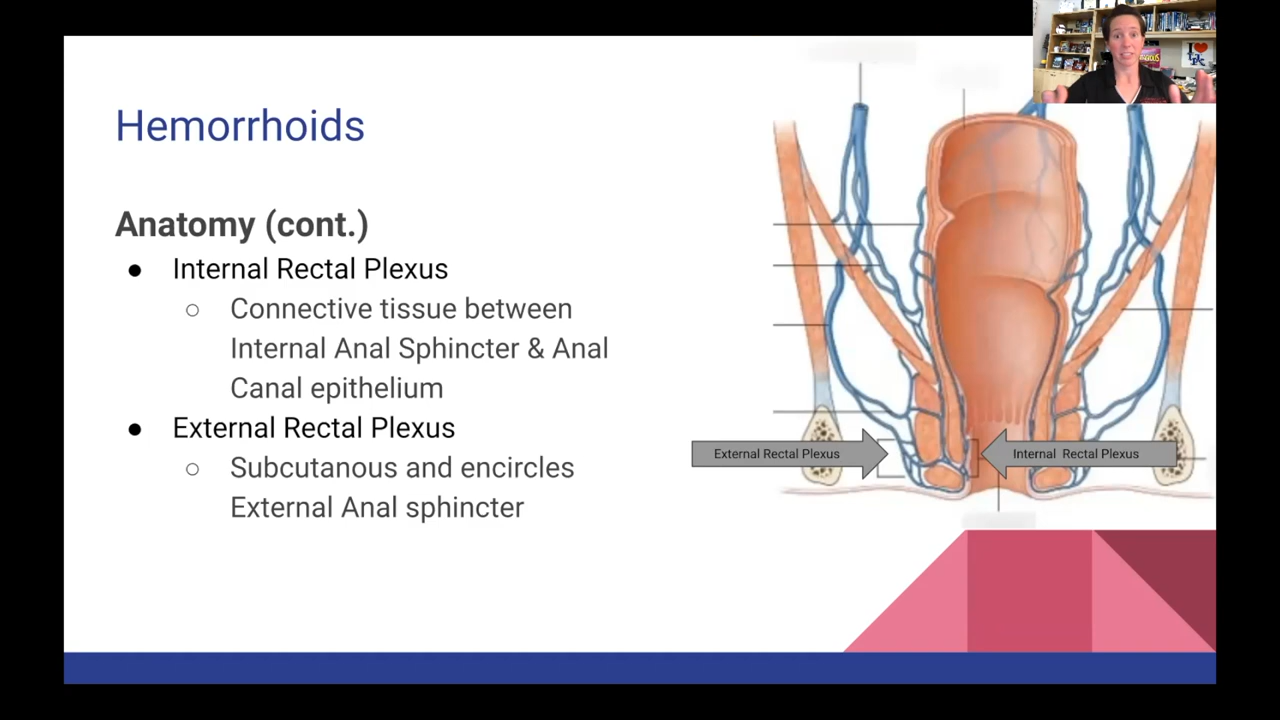 Hemorrhoids
Anatomy (cont.)
● Internal Rectal Plexus
○ Connective tissue between
Internal Anal Sphincter & Anal
Canal epithelium
● External Rectal Plexus
○ Subcutanous and encircles
External Anal sphincter
External Rectal Plexus
Internal Rectal Plexus